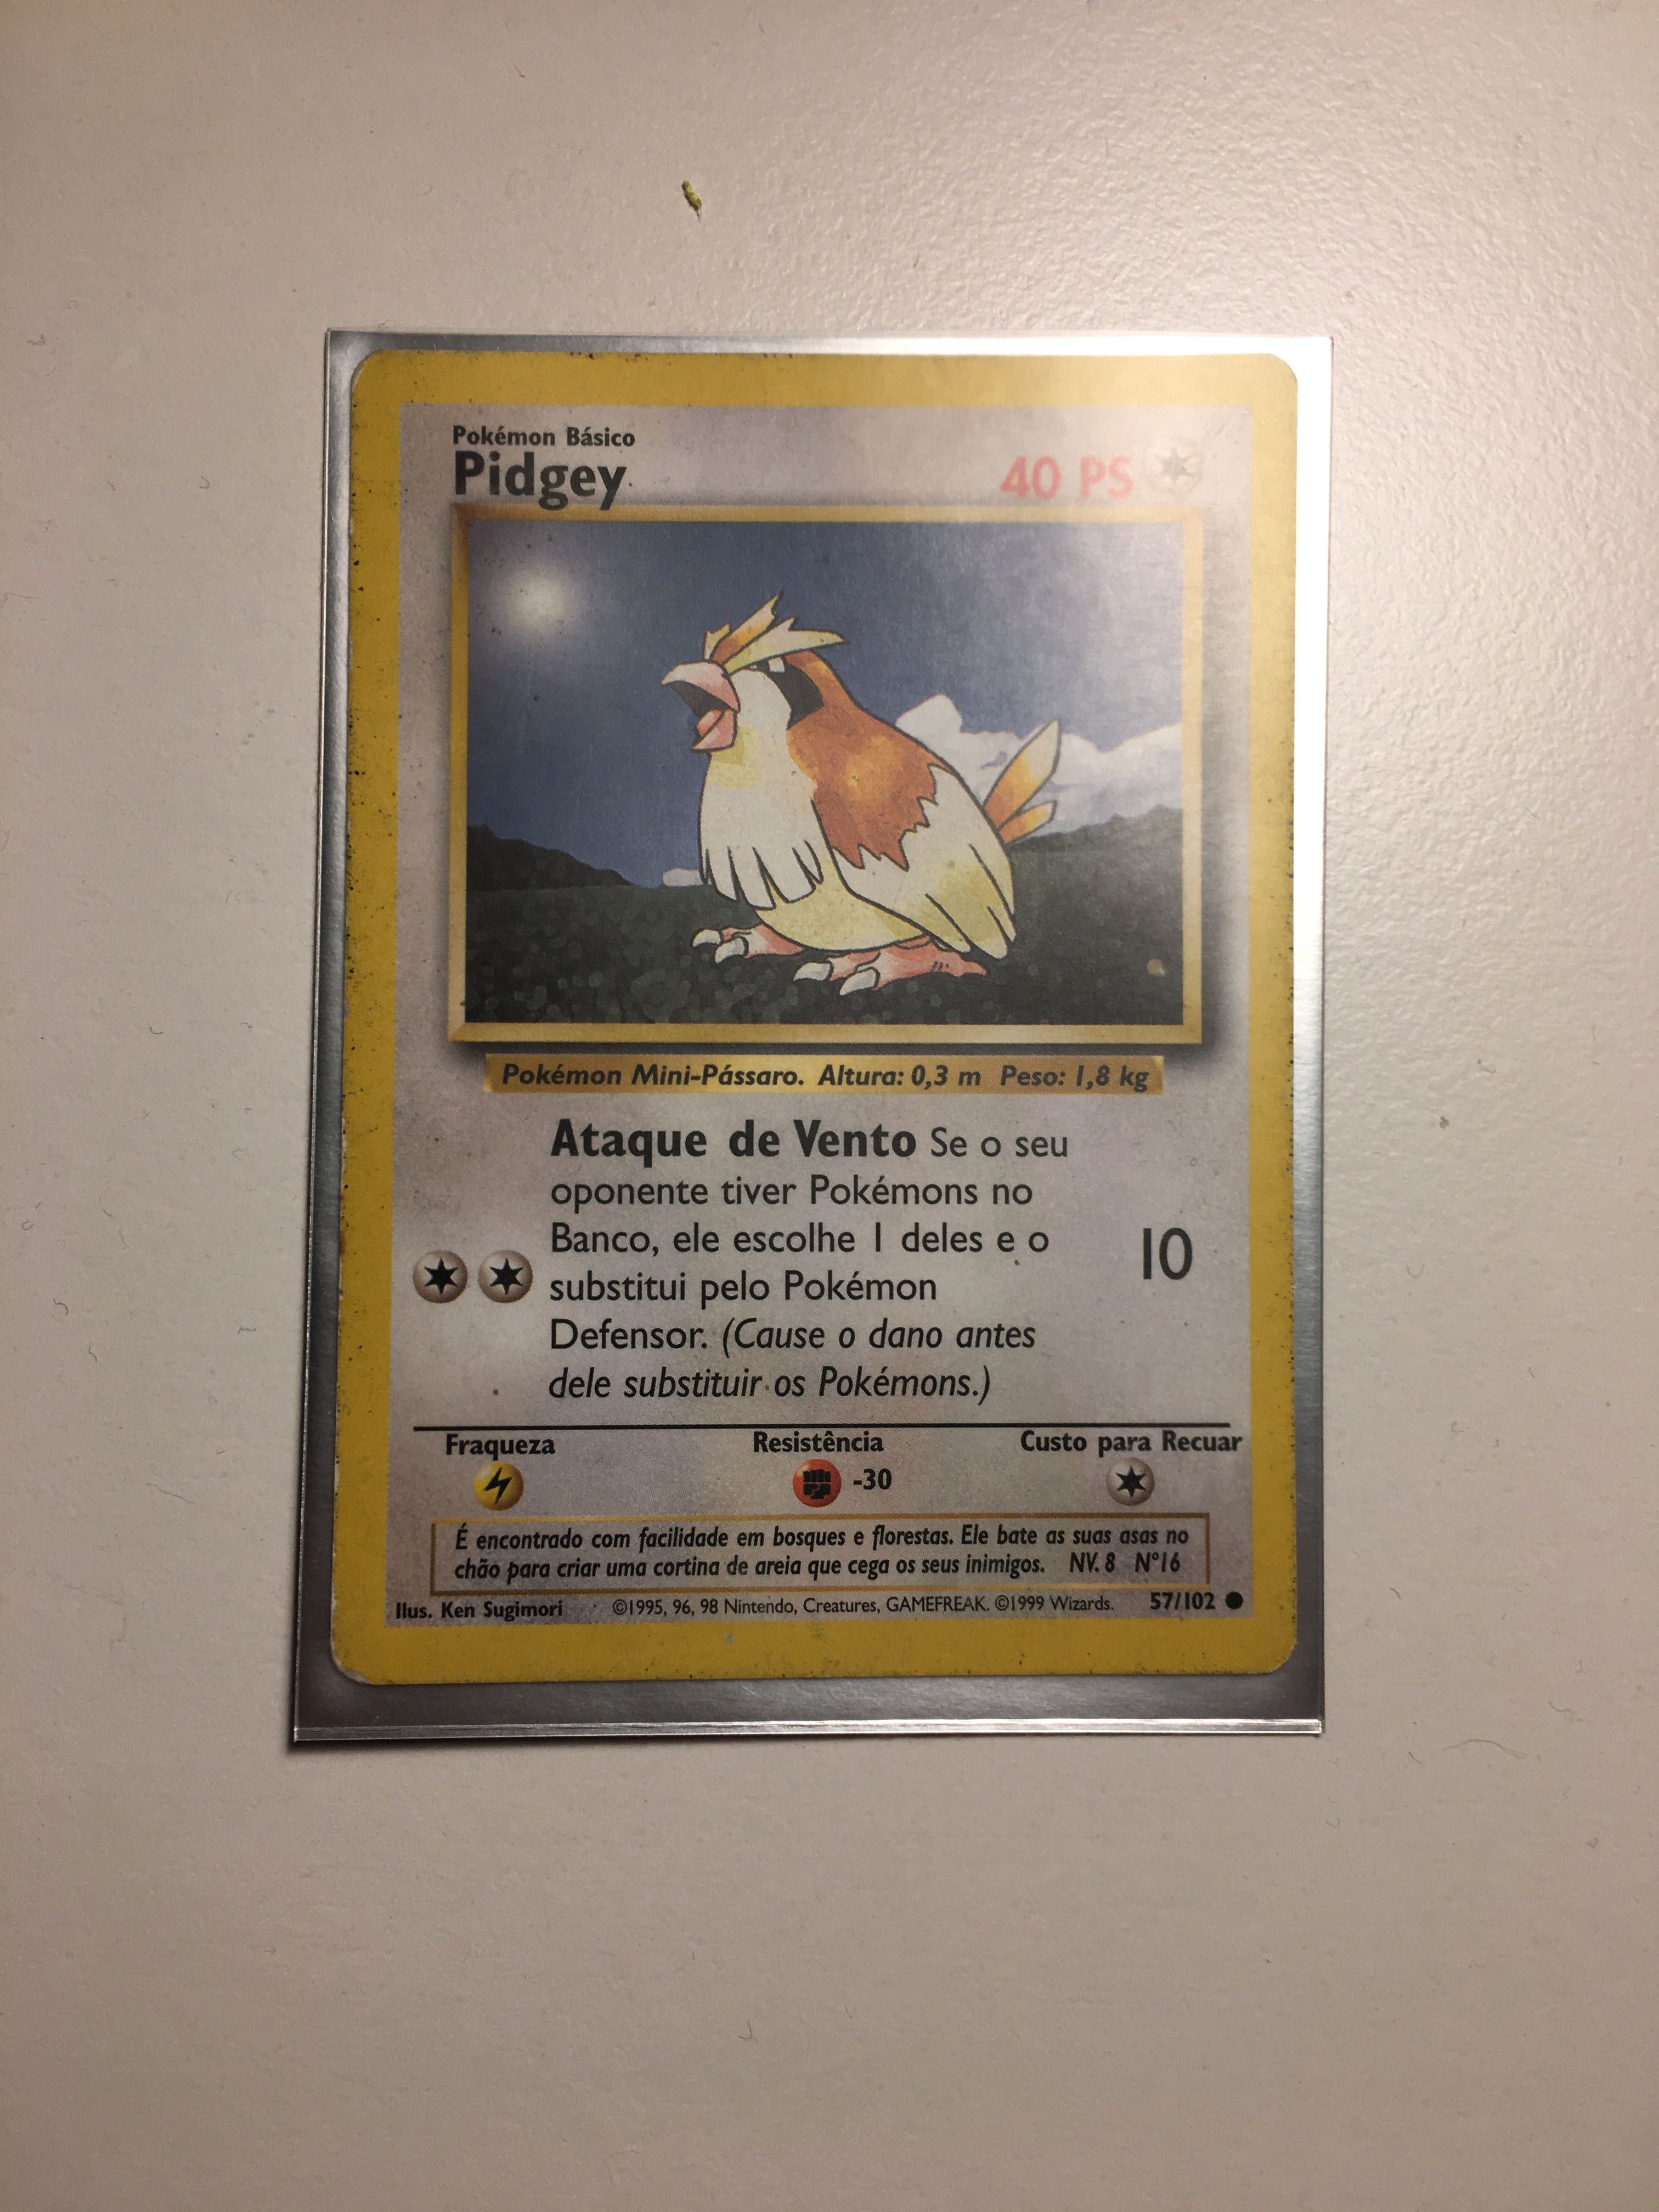 Pokémon Básico
Pidgey
40 PS
Pokémon Mini-Pássaro. Altura: 0,3 m Peso: 1,8 kg
Ataque de Vento Se o seu
oponente tiver Pokémons no
Banco, ele escolhe 1 deles e o
substitui pelo Pokémon
Defensor. (Cause o dano antes
dele substituir os Pokémons.)
10
Fraqueza
Resistência
Custo para Recuar
-30
É encontrado com facilidade em bosques e florestas. Ele bate as suas asas no
chão para criar uma cortina de areia que cega os seus inimigos. NV. 8 N°16
Ilus. Ken Sugimori ©1995, 96, 98 Nintendo, Creatures, GAMEFREAK. ©1999 Wizards. 57/102